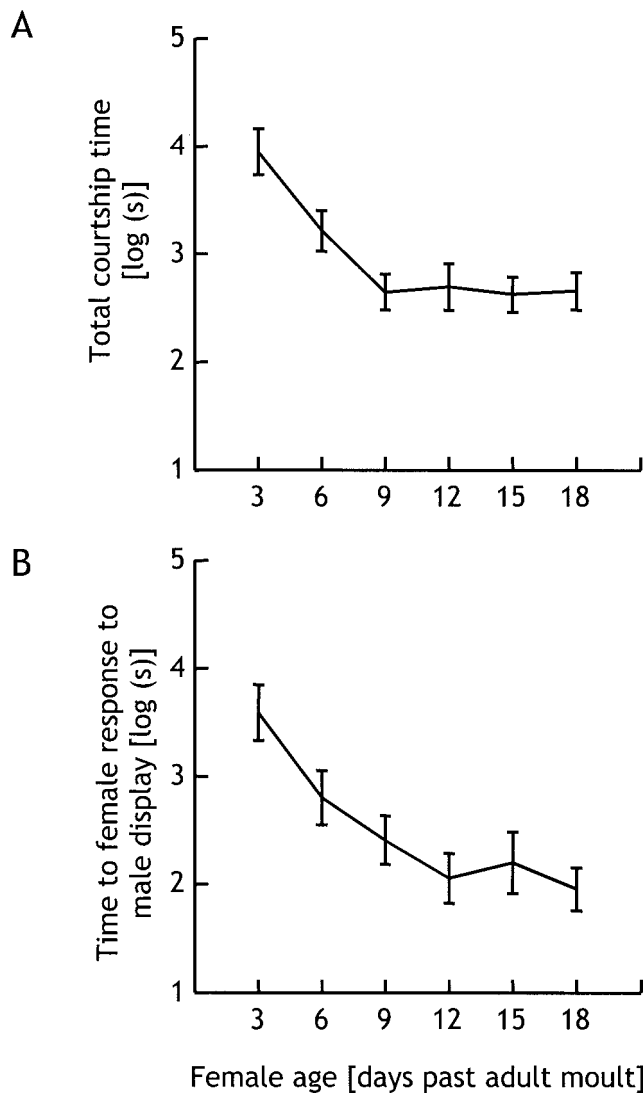 A
Total courtship time
[log (s)]
5
4
3
2
1
3 6 9 12 15 18
B
Time to female response to
male display [log (s)]
5
4
3
2
1
3 6 9 12 15 18
Female age [days past adult moult]